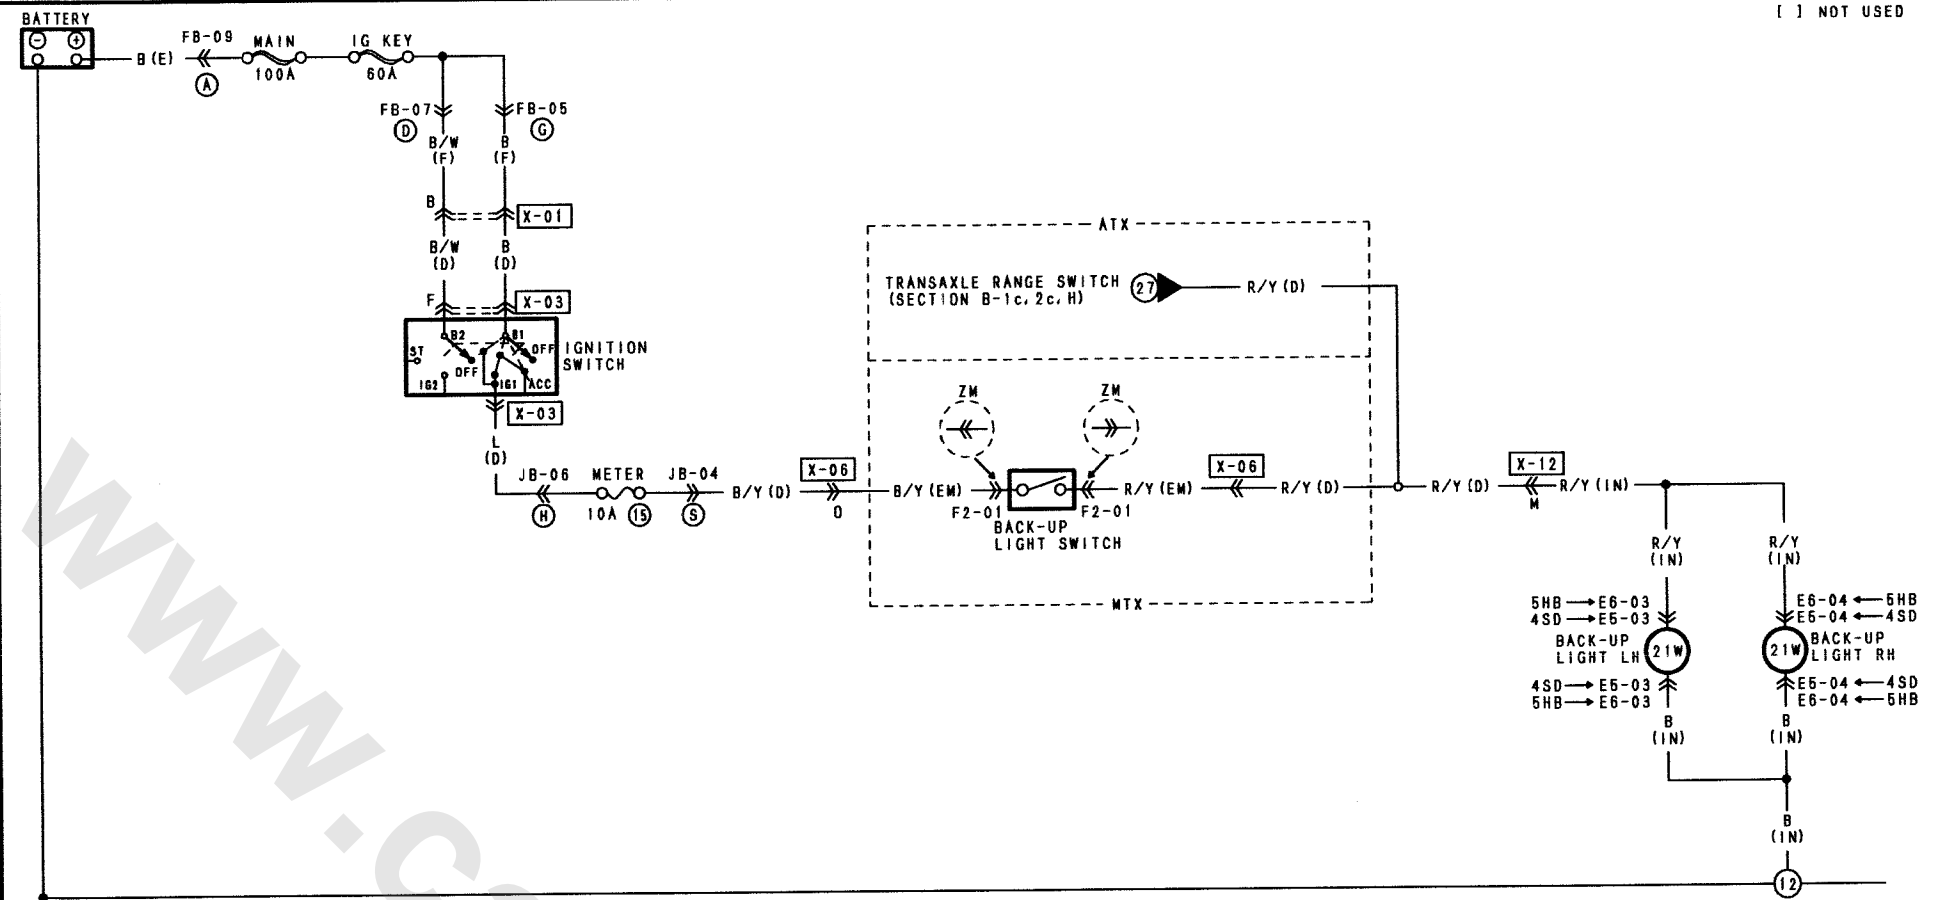 [ ] NOT USED
BATTERY
- +
B (E)
FB-09
A
MAIN
100A
IG KEY
60A
FB-07
D
FB-05
G
B/W
(F)
B
(F)
B
X-01
B/W
(D)
B
(D)
F
X-03
B2
B1
ST
OFF
OFF
IG2
IG1
ACC
IGNITION
SWITCH
X-03
L
(D)
JB-06
H
METER
10A
15
JB-04
S
B/Y (D)
X-06
O
ATX
TRANSAXLE RANGE SWITCH
(SECTION B-1c, 2c, H)
27
R/Y (D)
ZM
ZM
B/Y (EM)
F2-01
F2-01
BACK-UP
LIGHT SWITCH
R/Y (EM)
X-06
R/Y (D)
MTX
R/Y (D)
X-12
M
R/Y (IN)
R/Y
(IN)
R/Y
(IN)
5HB E6-03
4SD E5-03
BACK-UP
LIGHT LH
21W
4SD E5-03
5HB E6-03
E6-04 5HB
E5-04 4SD
21W
BACK-UP
LIGHT RH
E5-04 4SD
E6-04 5HB
B
(IN)
B
(IN)
B
(IN)
12
www.c